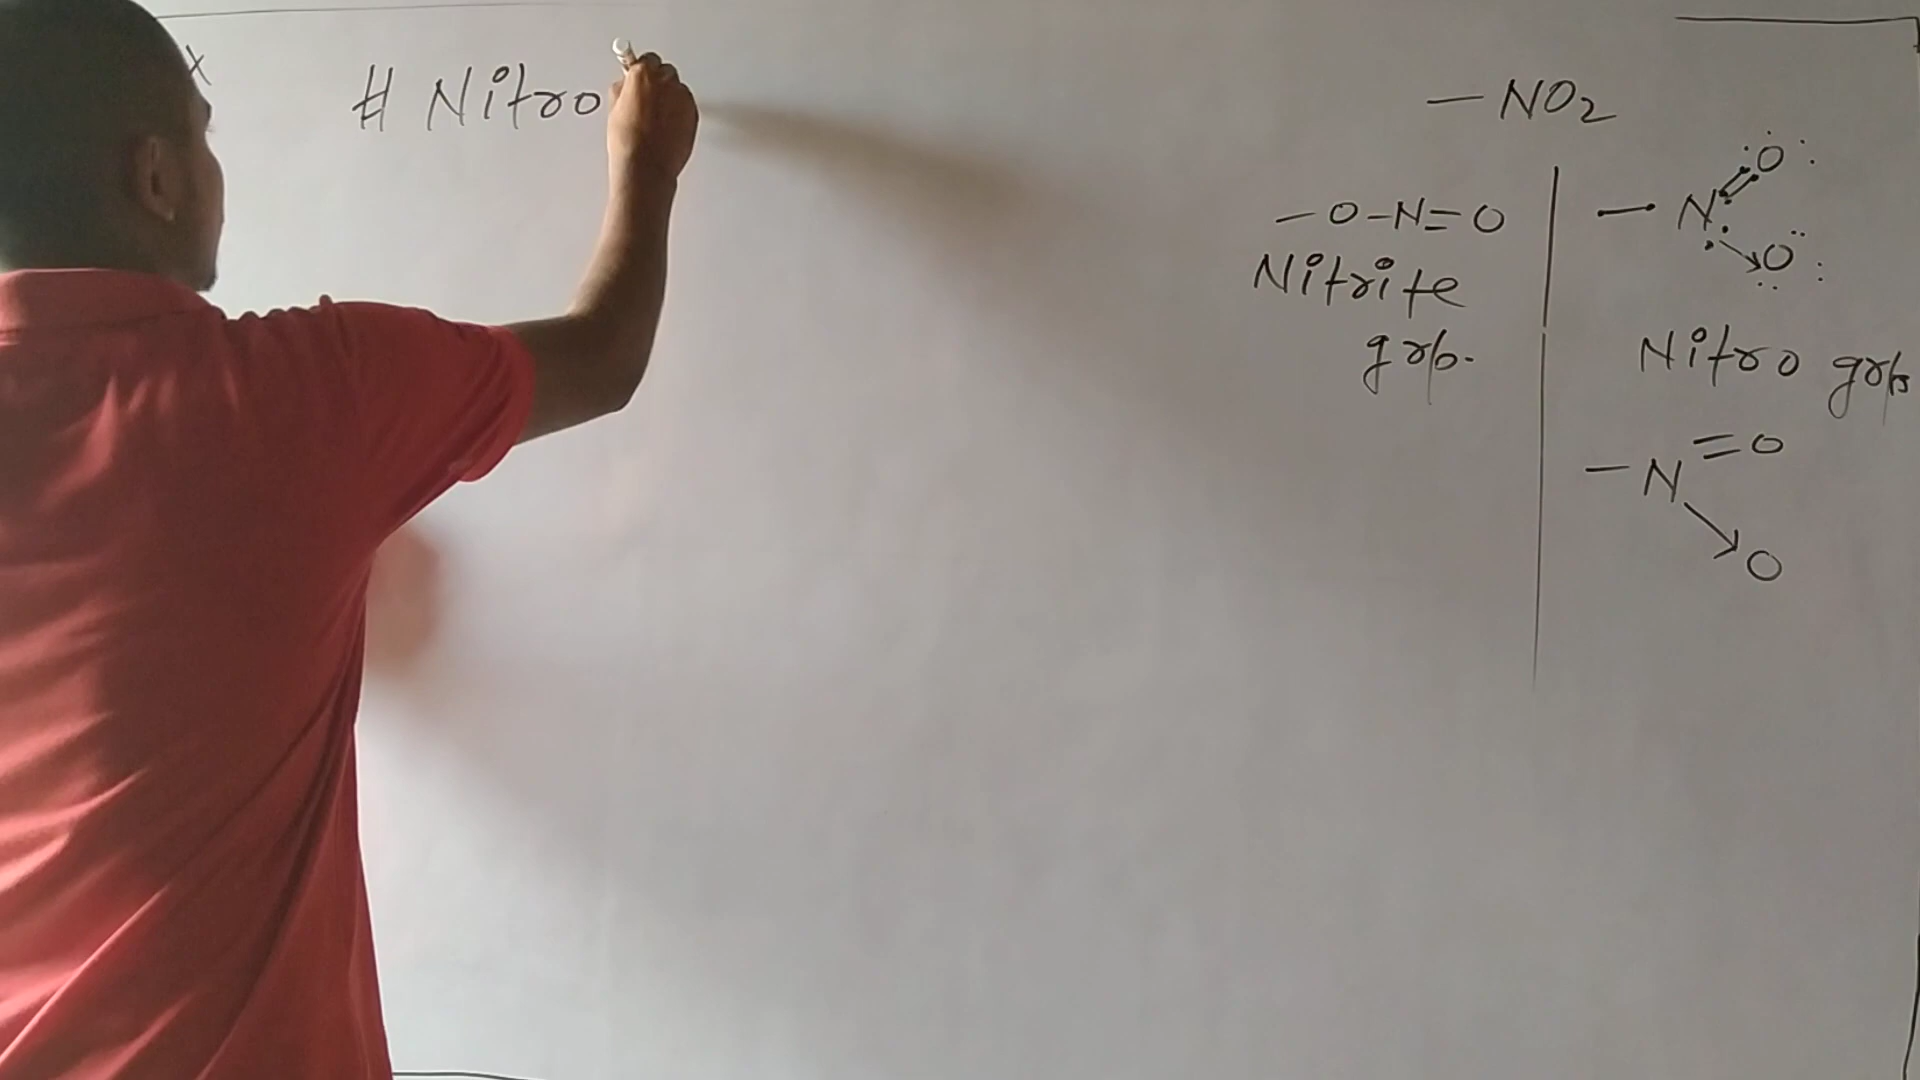 # Nitro
—NO2
—O—N=O
Nitrite
grp.
—N=O
↘O
Nitro grp
—N=O
↘O